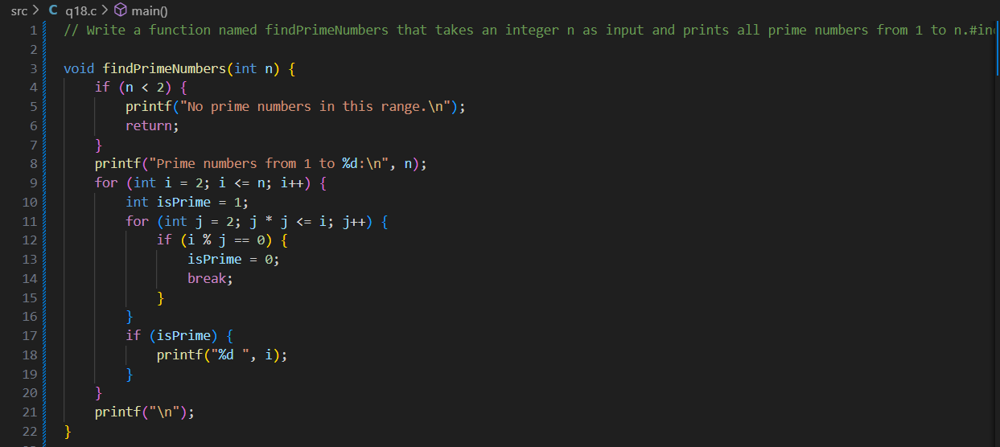 src > C q18.c > main()
1 // Write a function named findPrimeNumbers that takes an integer n as input and prints all prime numbers from 1 to n.#in
2
3 void findPrimeNumbers(int n) {
4     if (n < 2) {
5         printf("No prime numbers in this range.\n");
6         return;
7     }
8     printf("Prime numbers from 1 to %d:\n", n);
9     for (int i = 2; i <= n; i++) {
10         int isPrime = 1;
11         for (int j = 2; j * j <= i; j++) {
12             if (i % j == 0) {
13                 isPrime = 0;
14                 break;
15             }
16         }
17         if (isPrime) {
18             printf("%d ", i);
19         }
20     }
21     printf("\n");
22 }